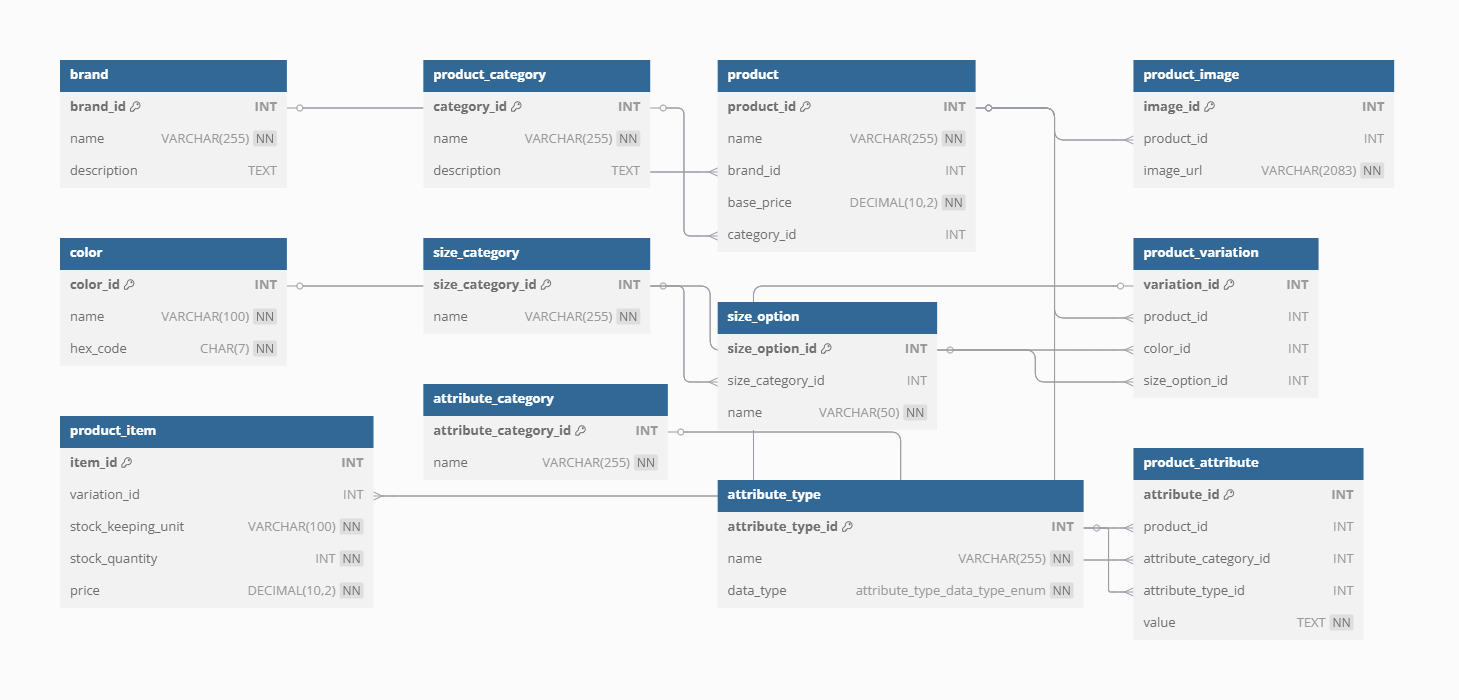 brand
brand_id INT
name VARCHAR(255) NN
description TEXT
product_category
category_id INT
name VARCHAR(255) NN
description TEXT
product
product_id INT
name VARCHAR(255) NN
brand_id INT
base_price DECIMAL(10,2) NN
category_id INT
product_image
image_id INT
product_id INT
image_url VARCHAR(2083) NN
color
color_id INT
name VARCHAR(100) NN
hex_code CHAR(7) NN
size_category
size_category_id INT
name VARCHAR(255) NN
size_option
size_option_id INT
size_category_id INT
name VARCHAR(50) NN
product_variation
variation_id INT
product_id INT
color_id INT
size_option_id INT
product_item
item_id INT
variation_id INT
stock_keeping_unit VARCHAR(100) NN
stock_quantity INT NN
price DECIMAL(10,2) NN
attribute_category
attribute_category_id INT
name VARCHAR(255) NN
attribute_type
attribute_type_id INT
name VARCHAR(255) NN
data_type attribute_type_data_type_enum NN
product_attribute
attribute_id INT
product_id INT
attribute_category_id INT
attribute_type_id INT
value TEXT NN